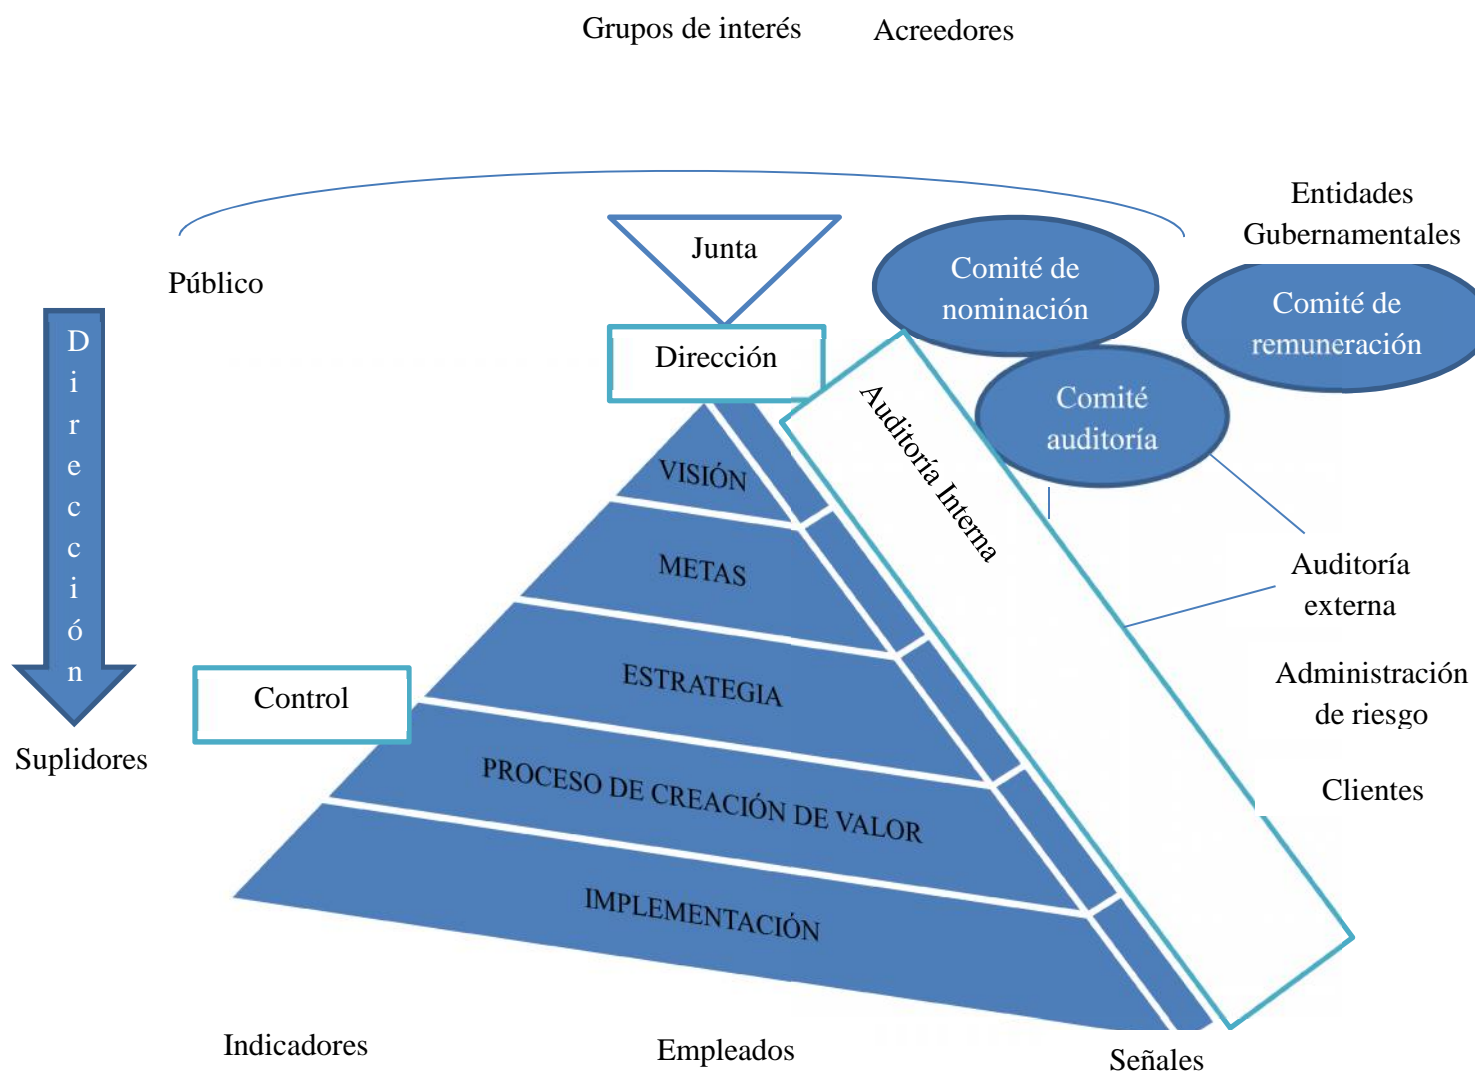 Grupos de interés
Acreedores
Entidades
Gubernamentales
Público
Junta
Comité de
nominación
Comité de
remuneración
Dirección
Dirección
Comité
auditoría
Auditoría Interna
VISIÓN
METAS
Auditoría
externa
ESTRATEGIA
Control
Administración
de riesgo
Suplidores
PROCESO DE CREACIÓN DE VALOR
Clientes
IMPLEMENTACIÓN
Indicadores
Empleados
Señales